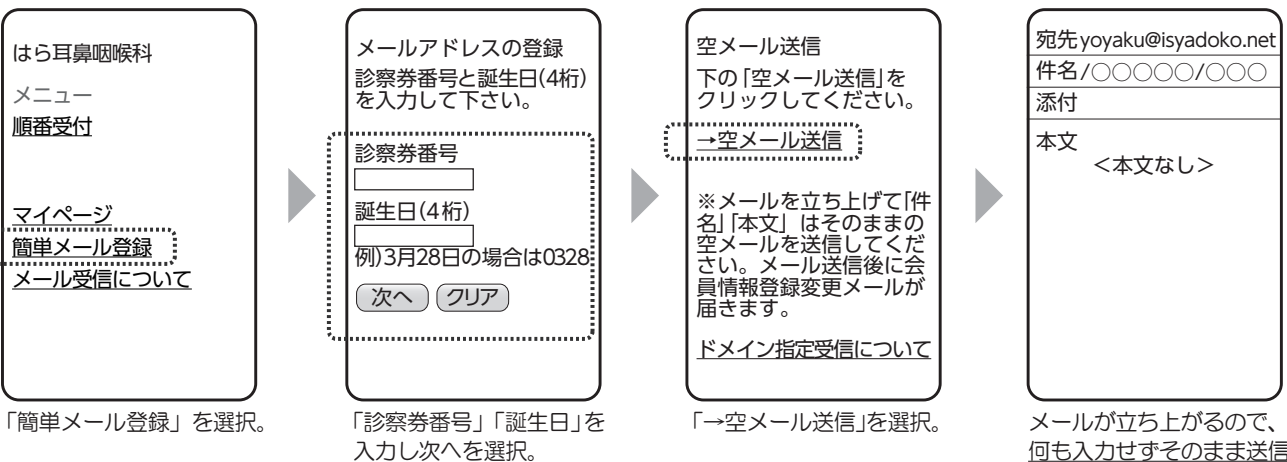 はら耳鼻咽喉科
メニュー
順番受付
マイページ
簡単メール登録
メール受信について
「簡単メール登録」を選択。
メールアドレスの登録
診察券番号と誕生日(4桁)
を入力して下さい。
診察券番号
誕生日(4桁)
例)3月28日の場合は0328
次へ クリア
「診察券番号」「誕生日」を
入力し次へを選択。
空メール送信
下の「空メール送信」を
クリックしてください。
→空メール送信
※メールを立ち上げて「件
名」「本文」はそのままの
空メールを送信してくだ
さい。メール送信後に会
員情報登録変更メールが
届きます。
ドメイン指定受信について
「→空メール送信」を選択。
宛先yoyaku@isyadoko.net
件名/○○○○○/○○○
添付
本文
<本文なし>
メールが立ち上がるので、
何も入力せずそのまま送信